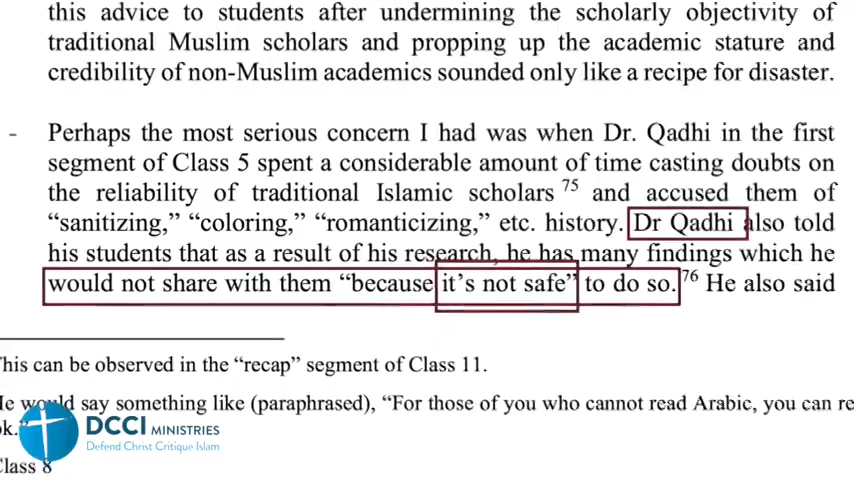 this advice to students after undermining the scholarly objectivity of
traditional Muslim scholars and propping up the academic stature and
credibility of non-Muslim academics sounded only like a recipe for disaster.
- Perhaps the most serious concern I had was when Dr. Qadhi in the first
segment of Class 5 spent a considerable amount of time casting doubts on
the reliability of traditional Islamic scholars 75 and accused them of
“sanitizing,” “coloring,” “romanticizing,” etc. history. Dr Qadhi also told
his students that as a result of his research, he has many findings which he
would not share with them “because it’s not safe” to do so. 76 He also said
This can be observed in the “recap” segment of Class 11.
He would say something like (paraphrased), “For those of you who cannot read Arabic, you can re
ok.”
Class 8
DCCI MINISTRIES
Defend Christ Critique Islam